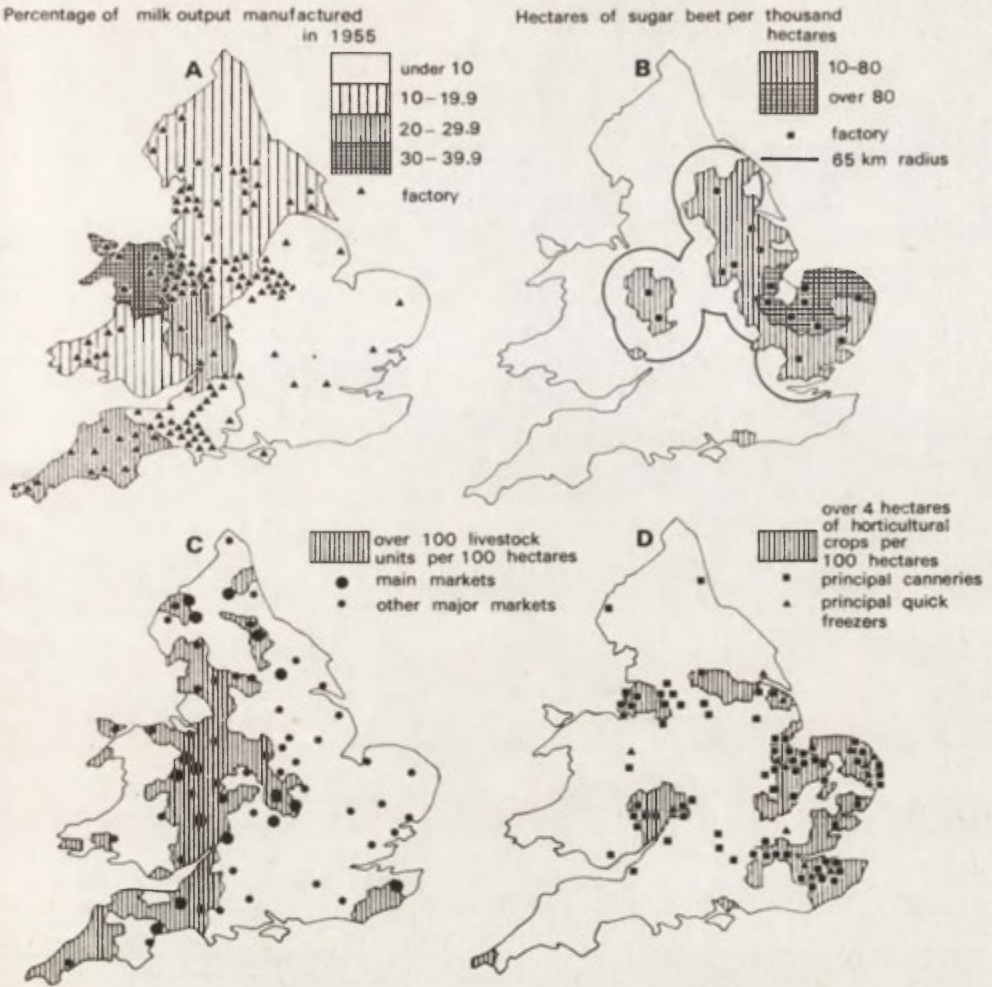 Percentage of milk output manufactured
in 1955
A
under 10
10–19.9
20–29.9
30–39.9
factory
Hectares of sugar beet per thousand
hectares
B
10–80
over 80
factory
65 km radius
C
over 100 livestock
units per 100 hectares
main markets
other major markets
D
over 4 hectares
of horticultural
crops per
100 hectares
principal canneries
principal quick
freezers